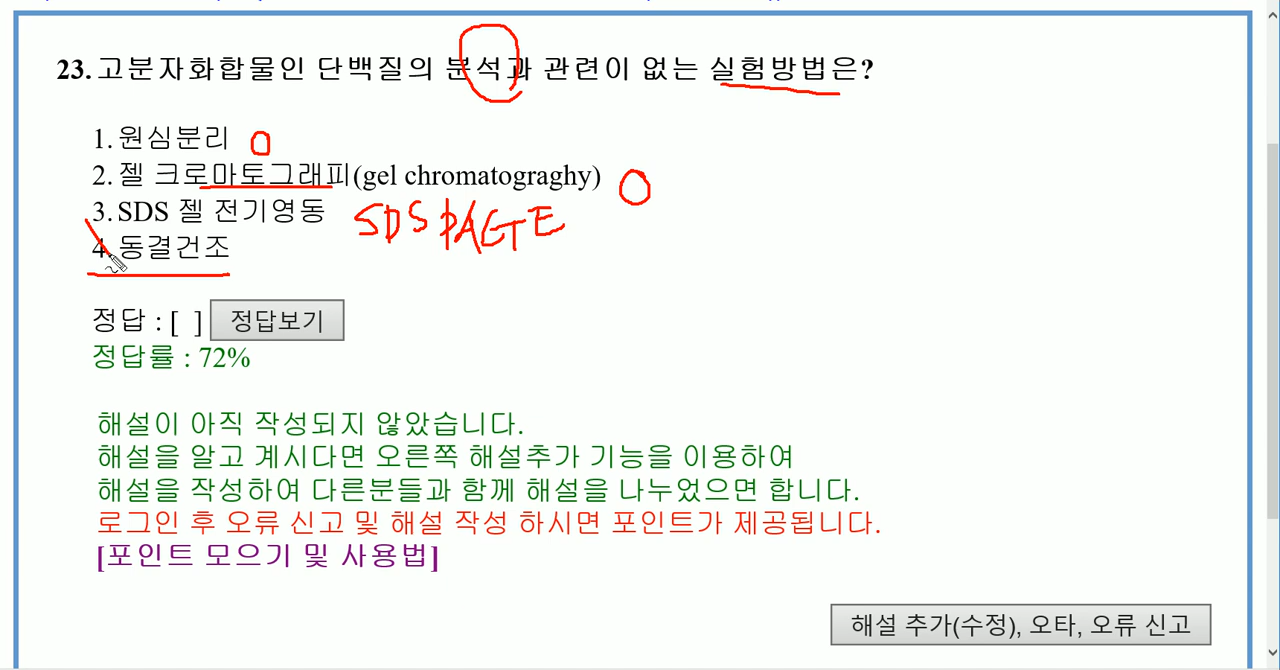 23. 고분자화합물인 단백질의 분석과 관련이 없는 실험방법은?
1. 원심분리
2. 젤 크로마토그래피(gel chromatograghy)
3. SDS 젤 전기영동 SDS PAGE
4. 동결건조
정답 : [ ] 정답보기
정답률 : 72%
해설이 아직 작성되지 않았습니다.
해설을 알고 계시다면 오른쪽 해설추가 기능을 이용하여
해설을 작성하여 다른분들과 함께 해설을 나누었으면 합니다.
로그인 후 오류 신고 및 해설 작성 하시면 포인트가 제공됩니다.
[포인트 모으기 및 사용법]
해설 추가(수정), 오타, 오류 신고